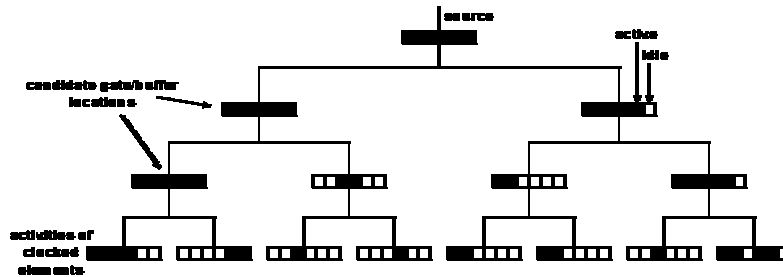 source
active
idle
candidate gate/buffer
locations
activities of
clocked
elements